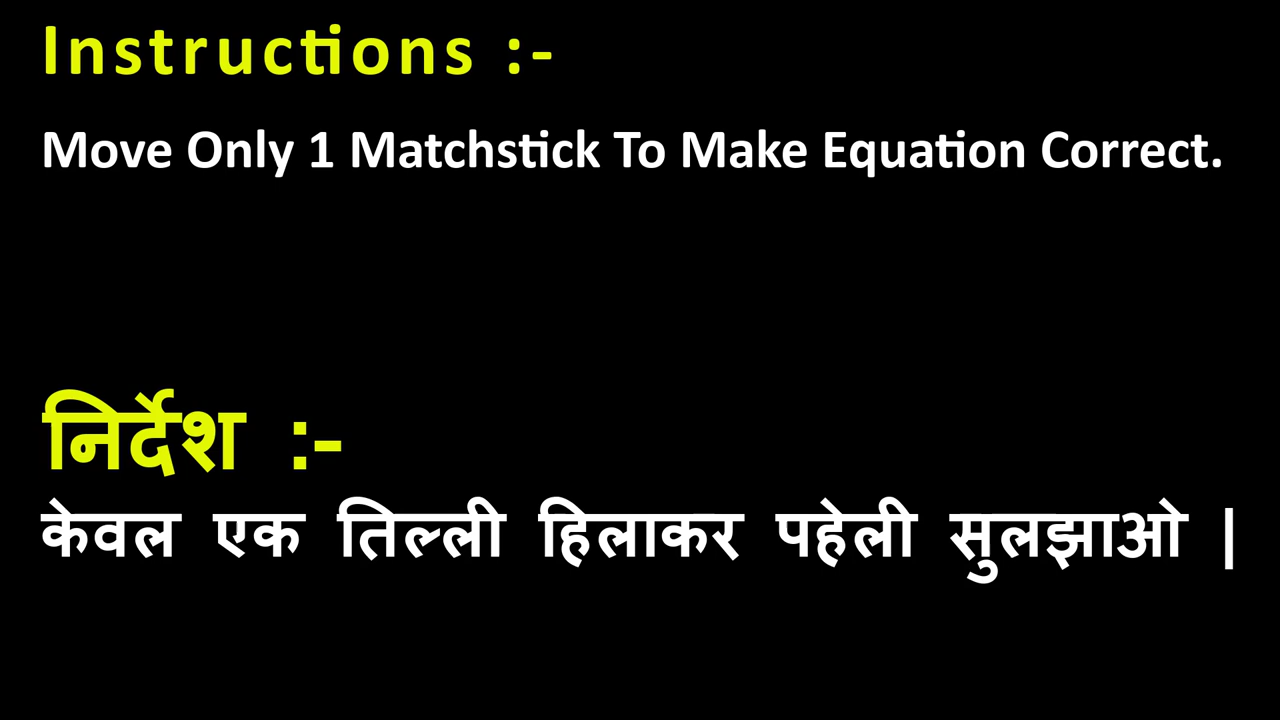 Instructions :-
Move Only 1 Matchstick To Make Equation Correct.
निर्देश :-
केवल एक तिल्ली हिलाकर पहेली सुलझाओ |